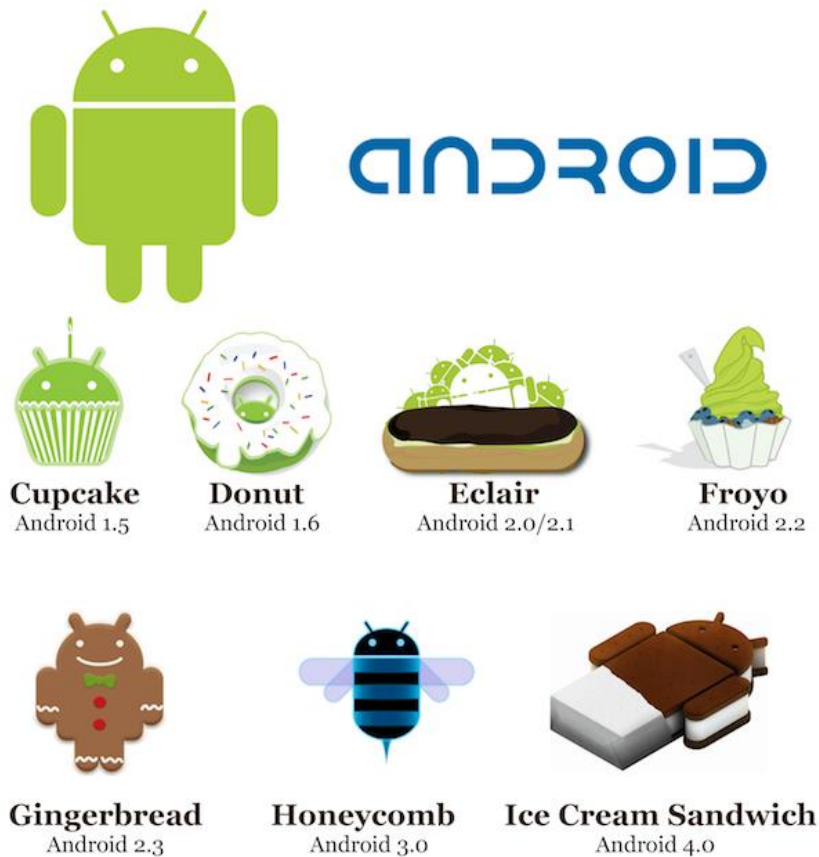 ANDROID
Cupcake
Android 1.5
Donut
Android 1.6
Eclair
Android 2.0/2.1
Froyo
Android 2.2
Gingerbread
Android 2.3
Honeycomb
Android 3.0
Ice Cream Sandwich
Android 4.0